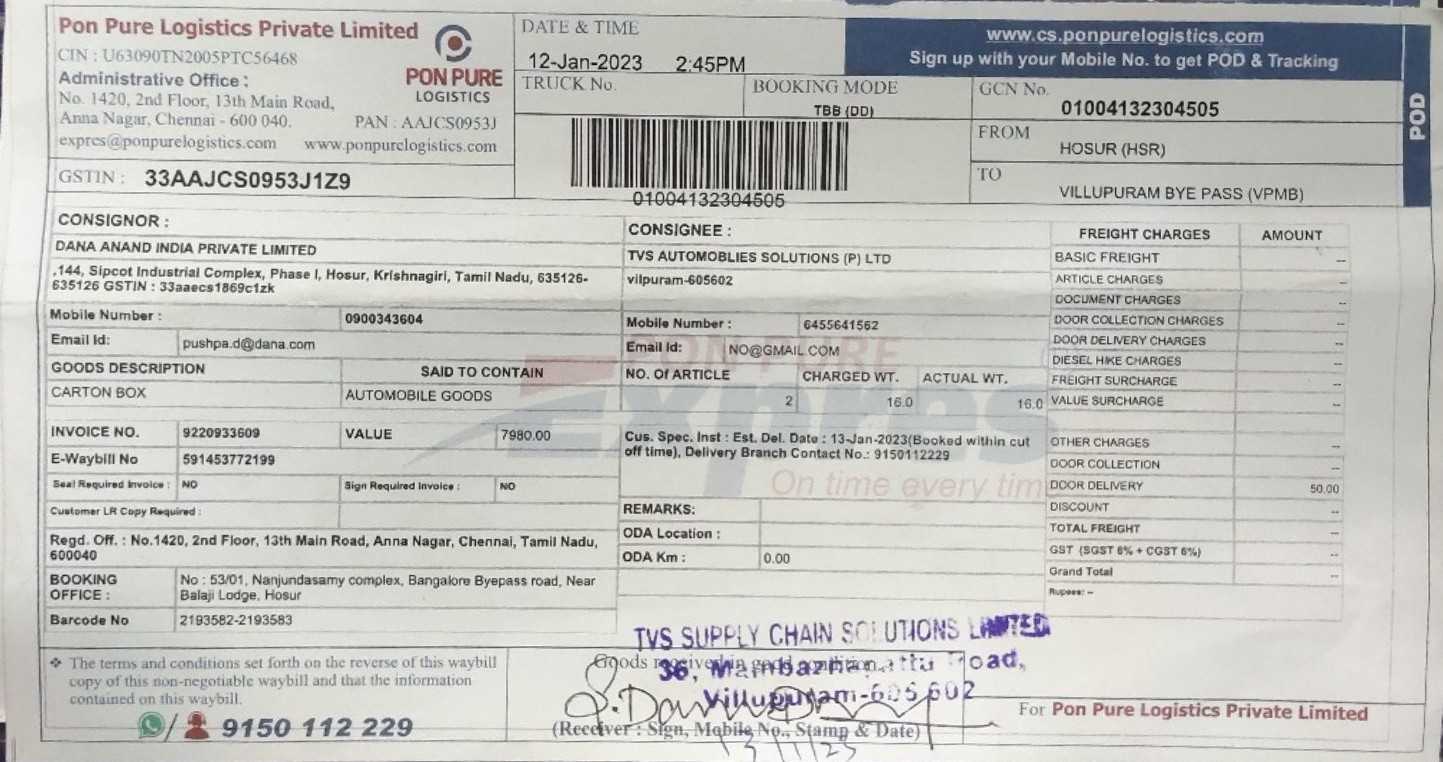 Pon Pure Logistics Private Limited
CIN : U63090TN2005PTC56468
Administrative Office :
No. 1420, 2nd Floor, 13th Main Road,
Anna Nagar, Chennai - 600 040.
PAN : AAJCS0953J
expres@ponpurelogistics.com www.ponpurelogistics.com
PON PURE
LOGISTICS
GSTIN : 33AAJCS0953J1Z9
DATE & TIME
12-Jan-2023 2:45PM
www.cs.ponpurelogistics.com
Sign up with your Mobile No. to get POD & Tracking
POD
TRUCK No.
BOOKING MODE
TBB (DD)
GCN No.
01004132304505
FROM
HOSUR (HSR)
TO
VILLUPURAM BYE PASS (VPMB)
01004132304505
CONSIGNOR :
DANA ANAND INDIA PRIVATE LIMITED
,144, Sipcot Industrial Complex, Phase I, Hosur, Krishnagiri, Tamil Nadu, 635126-
635126 GSTIN : 33aaecs1869c1zk
Mobile Number : 0900343604
Email Id: pushpa.d@dana.com
GOODS DESCRIPTION SAID TO CONTAIN
CARTON BOX AUTOMOBILE GOODS
INVOICE NO. 9220933609 VALUE 7980.00
E-Waybill No 591453772199
Seal Required Invoice : NO Sign Required Invoice : NO
Customer LR Copy Required :
Regd. Off. : No.1420, 2nd Floor, 13th Main Road, Anna Nagar, Chennai, Tamil Nadu,
600040
BOOKING OFFICE : No : 53/01, Nanjundasamy complex, Bangalore Byepass road, Near
Balaji Lodge, Hosur
Barcode No 2193582-2193583
CONSIGNEE :
TVS AUTOMOBLIES SOLUTIONS (P) LTD
vilpuram-605602
Mobile Number : 6455641562
Email Id: NO@GMAIL.COM
NO. Of ARTICLE CHARGED WT. ACTUAL WT.
2 16.0 16.0
Cus. Spec. Inst : Est. Del. Date : 13-Jan-2023(Booked within cut
off time), Delivery Branch Contact No.: 9150112229
REMARKS:
ODA Location :
ODA Km : 0.00
PON PURE
Expres
On time every tim
FREIGHT CHARGES AMOUNT
BASIC FREIGHT --
ARTICLE CHARGES --
DOCUMENT CHARGES --
DOOR COLLECTION CHARGES --
DOOR DELIVERY CHARGES --
DIESEL HIKE CHARGES --
FREIGHT SURCHARGE --
VALUE SURCHARGE --
OTHER CHARGES --
DOOR COLLECTION --
DOOR DELIVERY 50.00
DISCOUNT --
TOTAL FREIGHT --
GST (SGST 6% + CGST 6%) --
Grand Total --
Rupees: --
❖ The terms and conditions set forth on the reverse of this waybill
copy of this non-negotiable waybill and that the information
contained on this waybill.
/ 9150 112 229
TVS SUPPLY CHAIN SOLUTIONS LIMITED
36, Road,
Villupuram-605 602
Goods received in good condition
(Receiver : Sign, Mobile No., Stamp & Date)
13/1/23
For Pon Pure Logistics Private Limited